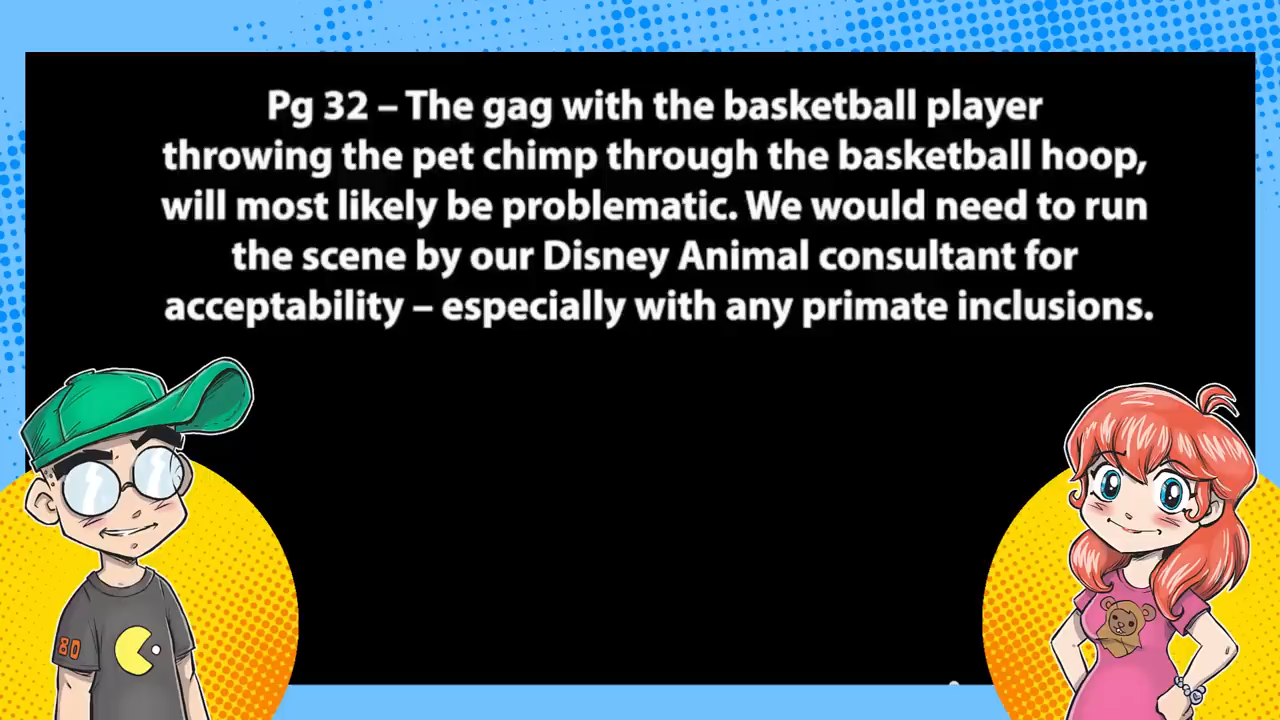 Pg 32 – The gag with the basketball player
throwing the pet chimp through the basketball hoop,
will most likely be problematic. We would need to run
the scene by our Disney Animal consultant for
acceptability – especially with any primate inclusions.
80